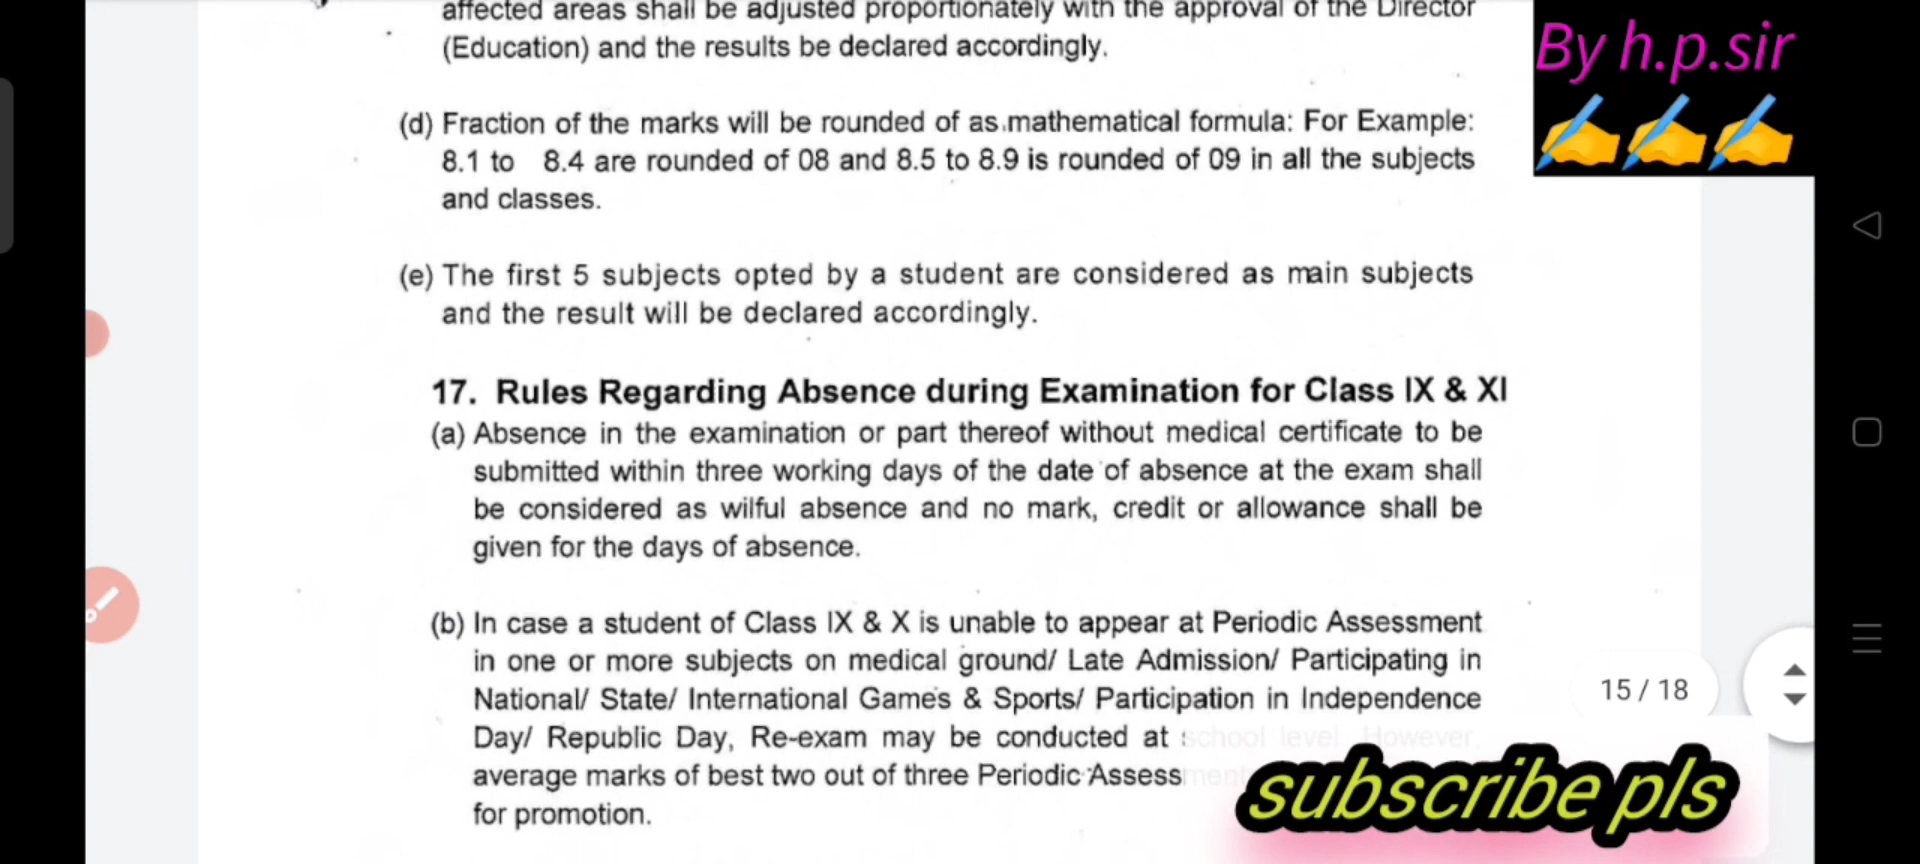 affected areas shall be adjusted proportionately with the approval of the Director
(Education) and the results be declared accordingly.
By h.p.sir
(d) Fraction of the marks will be rounded of as mathematical formula: For Example:
8.1 to 8.4 are rounded of 08 and 8.5 to 8.9 is rounded of 09 in all the subjects
and classes.
(e) The first 5 subjects opted by a student are considered as main subjects
and the result will be declared accordingly.
17. Rules Regarding Absence during Examination for Class IX & XI
(a) Absence in the examination or part thereof without medical certificate to be
submitted within three working days of the date of absence at the exam shall
be considered as wilful absence and no mark, credit or allowance shall be
given for the days of absence.
(b) In case a student of Class IX & X is unable to appear at Periodic Assessment
in one or more subjects on medical ground/ Late Admission/ Participating in
National/ State/ International Games & Sports/ Participation in Independence
Day/ Republic Day, Re-exam may be conducted at school level. However,
average marks of best two out of three Periodic Assessment
for promotion.
15 / 18
subscribe pls